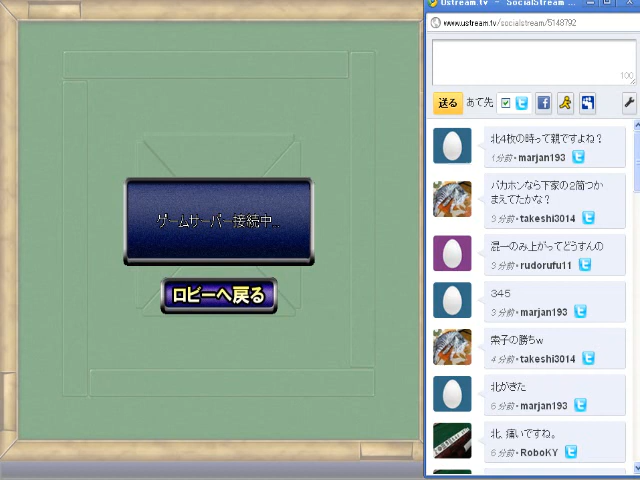 ゲームサーバー接続中...
ロビーへ戻る
Ustream.tv - SocialStream ...
www.ustream.tv/socialstream/5148792
100
送る あて先
北4枚の時って親ですよね？
1分前・marjan193
バカホンなら下家の2筒つか
まえてたかな？
3分前・takeshi3014
混一のみ上がってどうすんの
3分前・rudorufu11
345
3分前・marjan193
索子の勝ちw
4分前・takeshi3014
北がきた
6分前・marjan193
北、痛いですね。
6分前・RoboKY